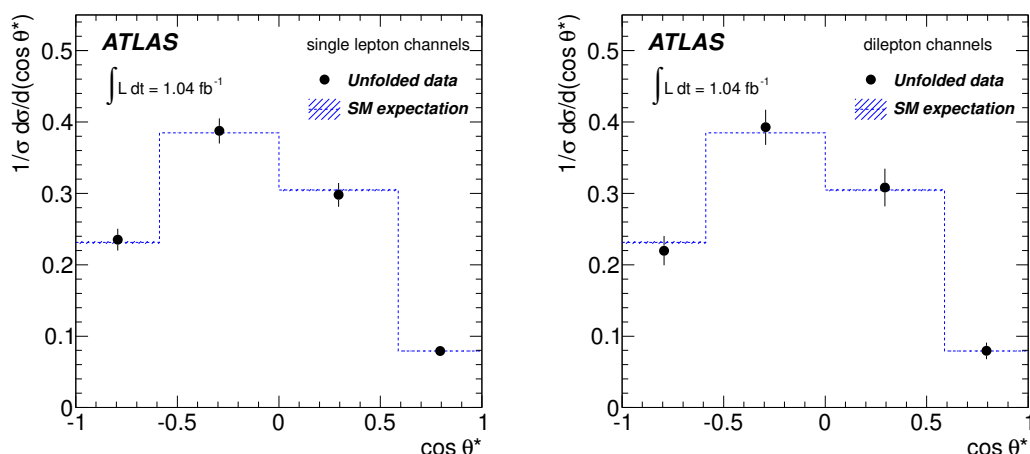 1/σ dσ/d(cos θ*)
ATLAS
single lepton channels
∫L dt = 1.04 fb⁻¹
Unfolded data
SM expectation
0.5
0.4
0.3
0.2
0.1
0
-1 -0.5 0 0.5 1
cos θ*
1/σ dσ/d(cos θ*)
ATLAS
dilepton channels
∫L dt = 1.04 fb⁻¹
Unfolded data
SM expectation
0.5
0.4
0.3
0.2
0.1
0
-1 -0.5 0 0.5 1
cos θ*